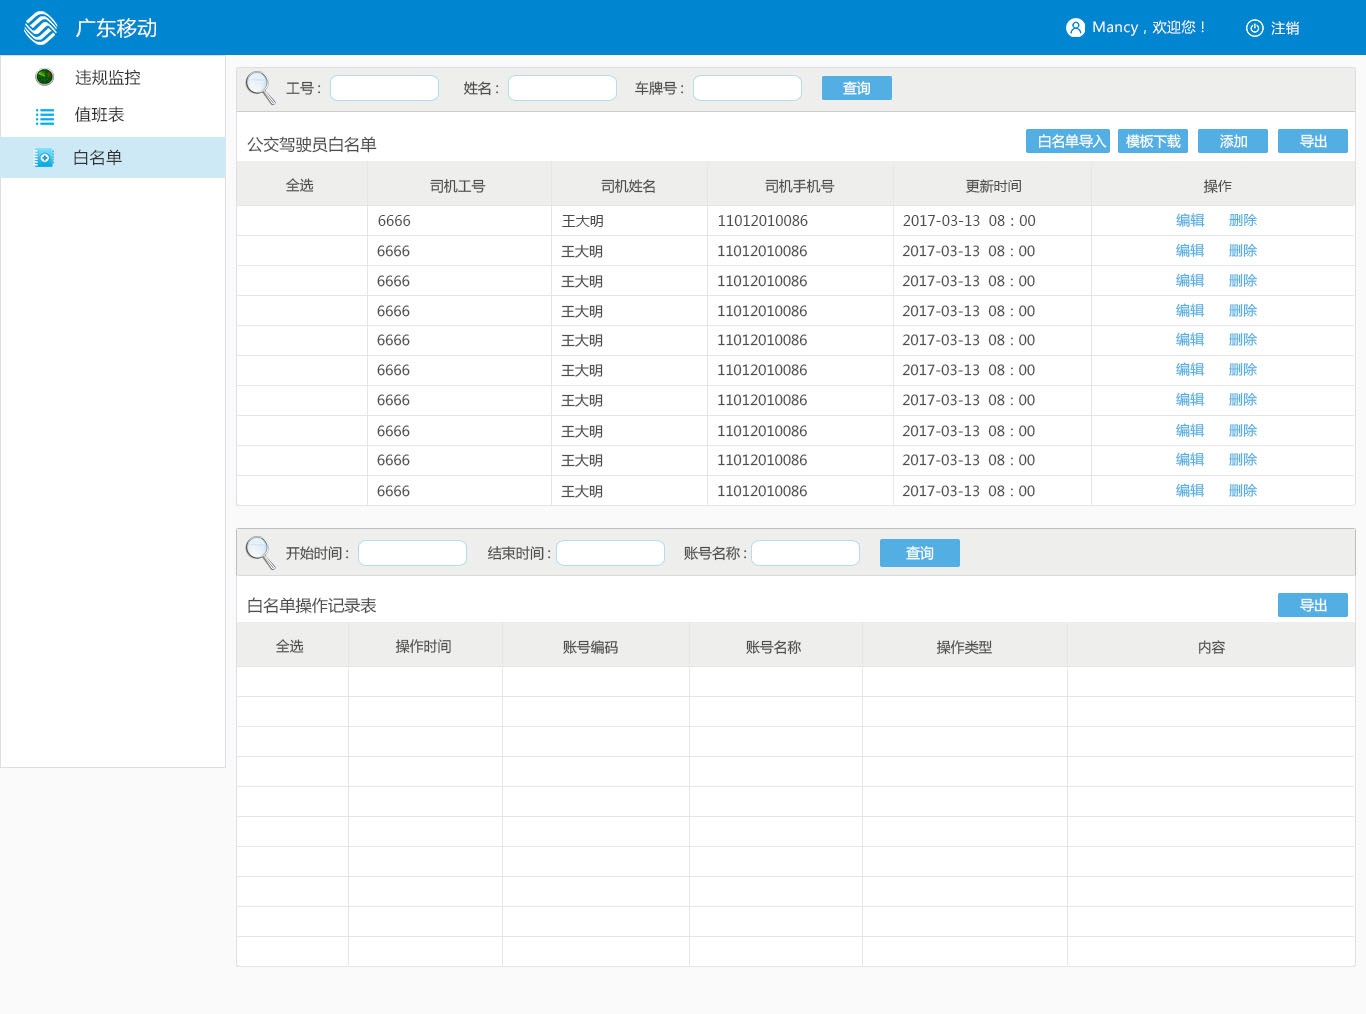 广东移动
Mancy，欢迎您！
注销
违规监控
值班表
白名单
工号： 姓名： 车牌号： 查询
公交驾驶员白名单 白名单导入 模板下载 添加 导出
全选 司机工号 司机姓名 司机手机号 更新时间 操作
6666 王大明 11012010086 2017-03-13 08：00 编辑 删除
6666 王大明 11012010086 2017-03-13 08：00 编辑 删除
6666 王大明 11012010086 2017-03-13 08：00 编辑 删除
6666 王大明 11012010086 2017-03-13 08：00 编辑 删除
6666 王大明 11012010086 2017-03-13 08：00 编辑 删除
6666 王大明 11012010086 2017-03-13 08：00 编辑 删除
6666 王大明 11012010086 2017-03-13 08：00 编辑 删除
6666 王大明 11012010086 2017-03-13 08：00 编辑 删除
6666 王大明 11012010086 2017-03-13 08：00 编辑 删除
6666 王大明 11012010086 2017-03-13 08：00 编辑 删除
开始时间： 结束时间： 账号名称： 查询
白名单操作记录表 导出
全选 操作时间 账号编码 账号名称 操作类型 内容